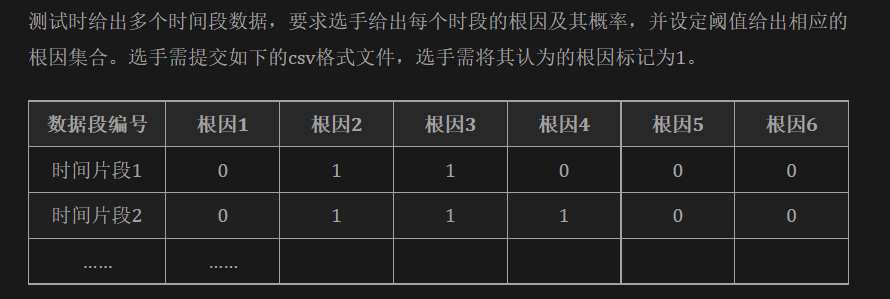 测试时给出多个时间段数据，要求选手给出每个时段的根因及其概率，并设定阈值给出相应的
根因集合。选手需提交如下的csv格式文件，选手需将其认为的根因标记为1。
数据段编号 根因1 根因2 根因3 根因4 根因5 根因6
时间片段1 0 1 1 0 0 0
时间片段2 0 1 1 1 0 0
…… ……